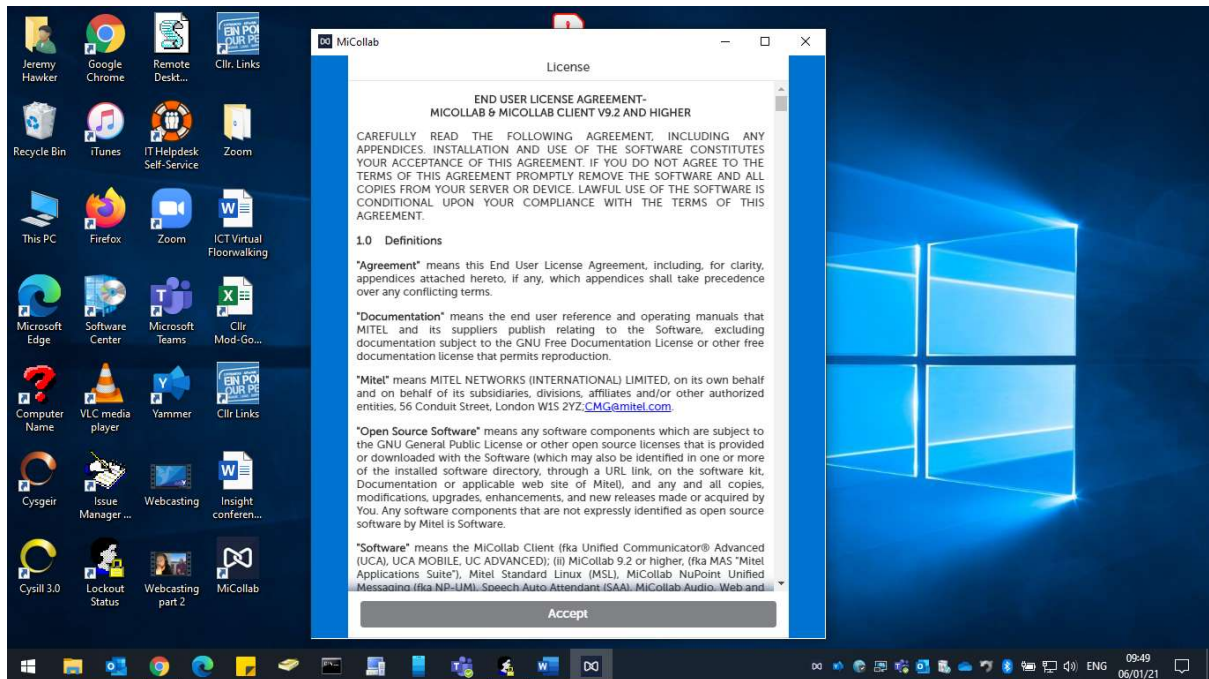 Jeremy
Hawker
Google
Chrome
Remote
Deskt...
Cllr. Links
Recycle Bin
iTunes
IT Helpdesk
Self-Service
Zoom
This PC
Firefox
Zoom
ICT Virtual
Floorwalking
Microsoft
Edge
Software
Center
Microsoft
Teams
Cllr
Mod-Go...
Computer
Name
VLC media
player
Yammer
Cllr Links
Cysgeir
Issue
Manager ...
Webcasting
Insight
conferen...
Cysill 3.0
Lockout
Status
Webcasting
part 2
MiCollab
MiCollab
License
END USER LICENSE AGREEMENT-
MICOLLAB & MICOLLAB CLIENT V9.2 AND HIGHER
CAREFULLY READ THE FOLLOWING AGREEMENT, INCLUDING ANY
APPENDICES. INSTALLATION AND USE OF THE SOFTWARE CONSTITUTES
YOUR ACCEPTANCE OF THIS AGREEMENT. IF YOU DO NOT AGREE TO THE
TERMS OF THIS AGREEMENT PROMPTLY REMOVE THE SOFTWARE AND ALL
COPIES FROM YOUR SERVER OR DEVICE. LAWFUL USE OF THE SOFTWARE IS
CONDITIONAL UPON YOUR COMPLIANCE WITH THE TERMS OF THIS
AGREEMENT.
1.0 Definitions
"Agreement" means this End User License Agreement, including, for clarity,
appendices attached hereto, if any, which appendices shall take precedence
over any conflicting terms.
"Documentation" means the end user reference and operating manuals that
MITEL and its suppliers publish relating to the Software, excluding
documentation subject to the GNU Free Documentation License or other free
documentation license that permits reproduction.
"Mitel" means MITEL NETWORKS (INTERNATIONAL) LIMITED, on its own behalf
and on behalf of its subsidiaries, divisions, affiliates and/or other authorized
entities, 56 Conduit Street, London W1S 2YZ;CMG@mitel.com.
"Open Source Software" means any software components which are subject to
the GNU General Public License or other open source licenses that is provided
or downloaded with the Software (which may also be identified in one or more
of the installed software directory, through a URL link, on the software kit,
Documentation or applicable web site of Mitel), and any and all copies,
modifications, upgrades, enhancements, and new releases made or acquired by
You. Any software components that are not expressly identified as open source
software by Mitel is Software.
"Software" means the MiCollab Client (fka Unified Communicator® Advanced
(UCA), UCA MOBILE, UC ADVANCED); (ii) MiCollab 9.2 or higher, (fka MAS "Mitel
Applications Suite"), Mitel Standard Linux (MSL), MiCollab NuPoint Unified
Messaging (fka NP-UM), Speech Auto Attendant (SAA), MiCollab Audio, Web and
Accept
ENG
09:49
06/01/21